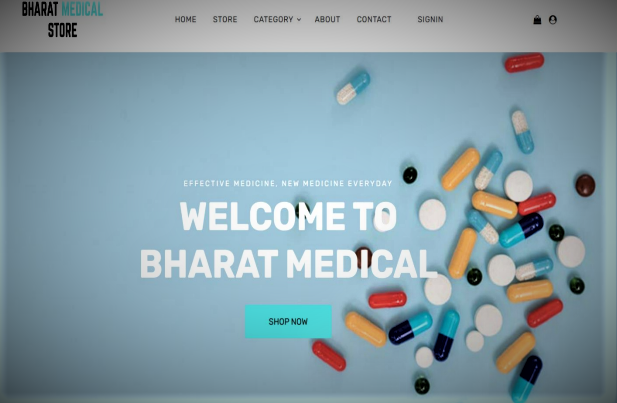 BHARAT MEDICAL
STORE
HOME STORE CATEGORY ABOUT CONTACT SIGNIN
EFFECTIVE MEDICINE, NEW MEDICINE EVERYDAY
WELCOME TO
BHARAT MEDICAL
SHOP NOW